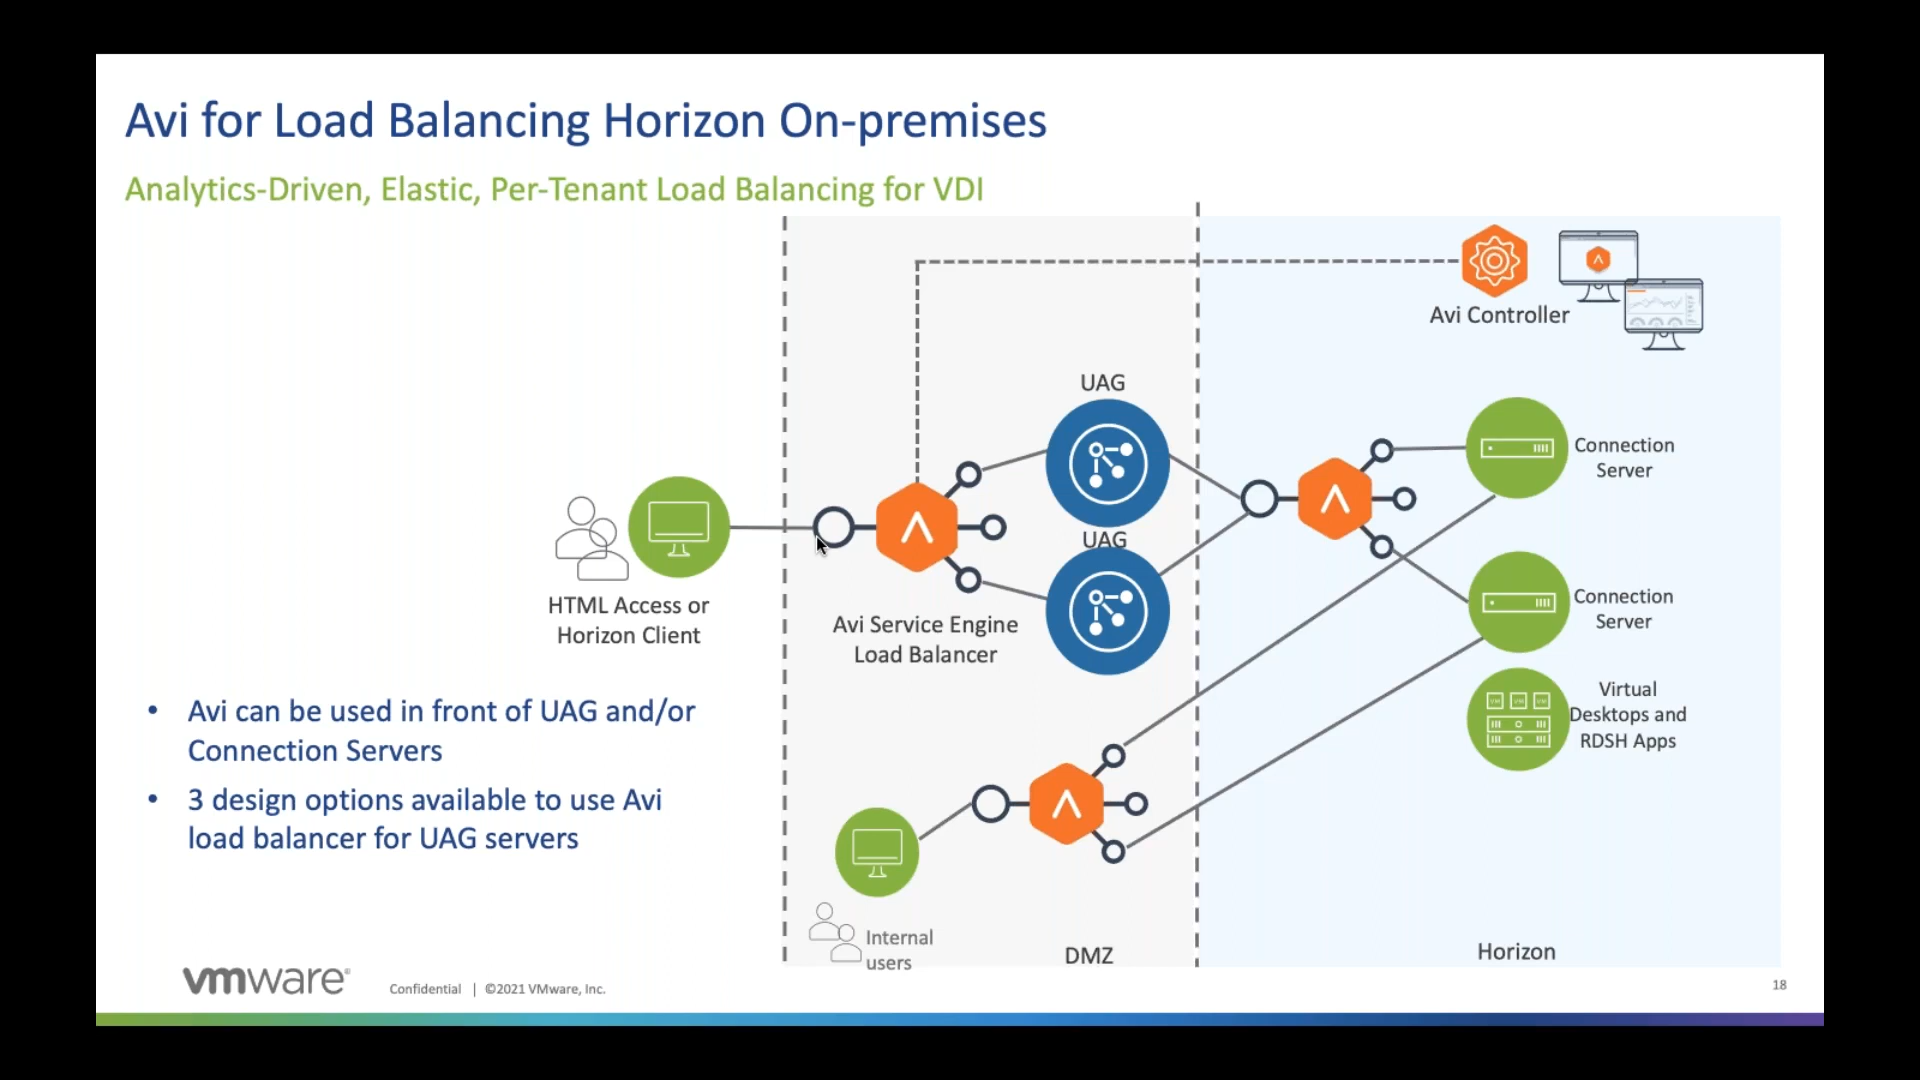 Avi for Load Balancing Horizon On-premises
Analytics-Driven, Elastic, Per-Tenant Load Balancing for VDI
Avi Controller
UAG
Connection
Server
UAG
HTML Access or
Horizon Client
Avi Service Engine
Load Balancer
Connection
Server
Virtual
Desktops and
RDSH Apps
• Avi can be used in front of UAG and/or
Connection Servers
• 3 design options available to use Avi
load balancer for UAG servers
Internal
users
DMZ
Horizon
vmware®
Confidential | ©2021 VMware, Inc.
18